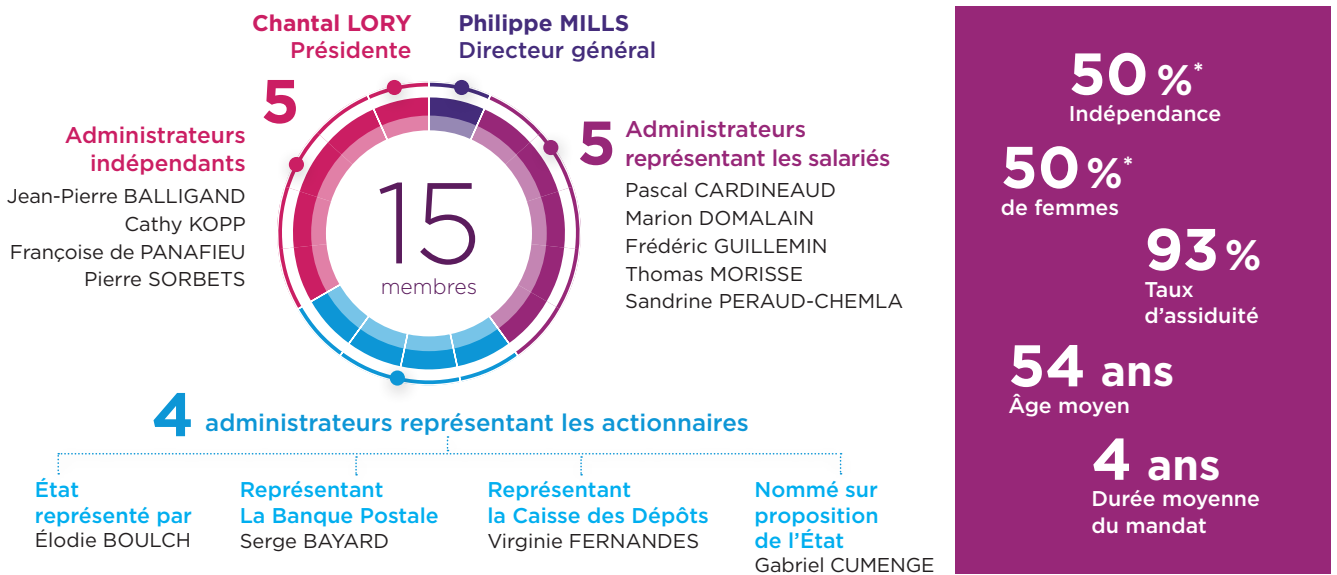 Chantal LORY
Présidente
Philippe MILLS
Directeur général
5
Administrateurs
indépendants
Jean-Pierre BALLIGAND
Cathy KOPP
Françoise de PANAFIEU
Pierre SORBETS
15
membres
5
Administrateurs
représentant les salariés
Pascal CARDINEAUD
Marion DOMALAIN
Frédéric GUILLEMIN
Thomas MORISSE
Sandrine PERAUD-CHEMLA
4 administrateurs représentant les actionnaires
État
représenté par
Élodie BOULCH
Représentant
La Banque Postale
Serge BAYARD
Représentant
la Caisse des Dépôts
Virginie FERNANDES
Nommé sur
proposition
de l'État
Gabriel CUMENGE
50 %*
Indépendance
50 %*
de femmes
93 %
Taux
d'assiduité
54 ans
Âge moyen
4 ans
Durée moyenne
du mandat